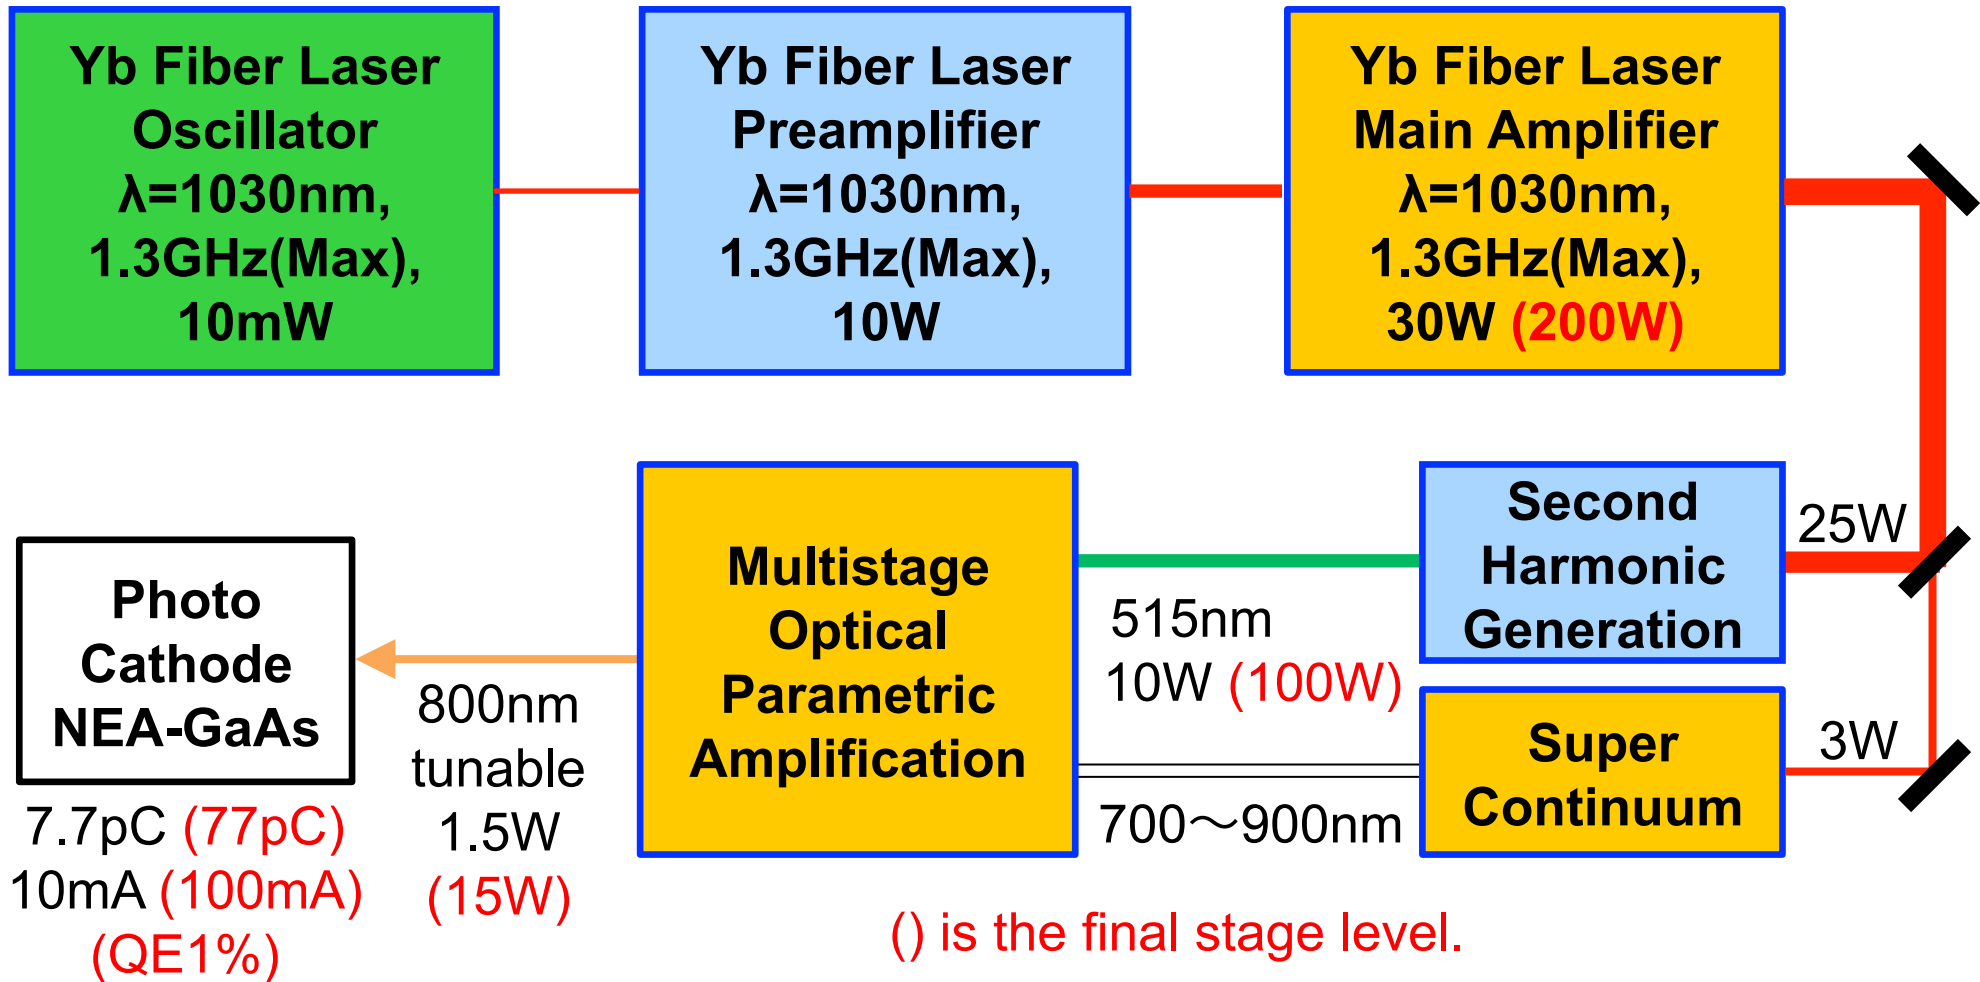 Yb Fiber Laser
Oscillator
λ=1030nm,
1.3GHz(Max),
10mW
Yb Fiber Laser
Preamplifier
λ=1030nm,
1.3GHz(Max),
10W
Yb Fiber Laser
Main Amplifier
λ=1030nm,
1.3GHz(Max),
30W (200W)
Photo
Cathode
NEA-GaAs
7.7pC (77pC)
10mA (100mA)
(QE1%)
800nm
tunable
1.5W
(15W)
Multistage
Optical
Parametric
Amplification
515nm
10W (100W)
700～900nm
Second
Harmonic
Generation
25W
Super
Continuum
3W
() is the final stage level.